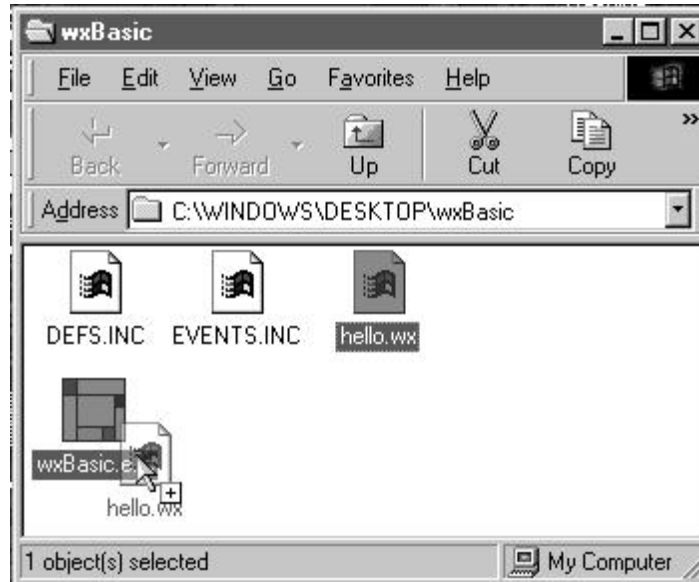 wxBasic
File Edit View Go Favorites Help
Back Forward Up Cut Copy »
Address C:\WINDOWS\DESKTOP\wxBasic
DEFS.INC EVENTS.INC hello.wx
wxBasic.e
hello.wx
1 object(s) selected My Computer